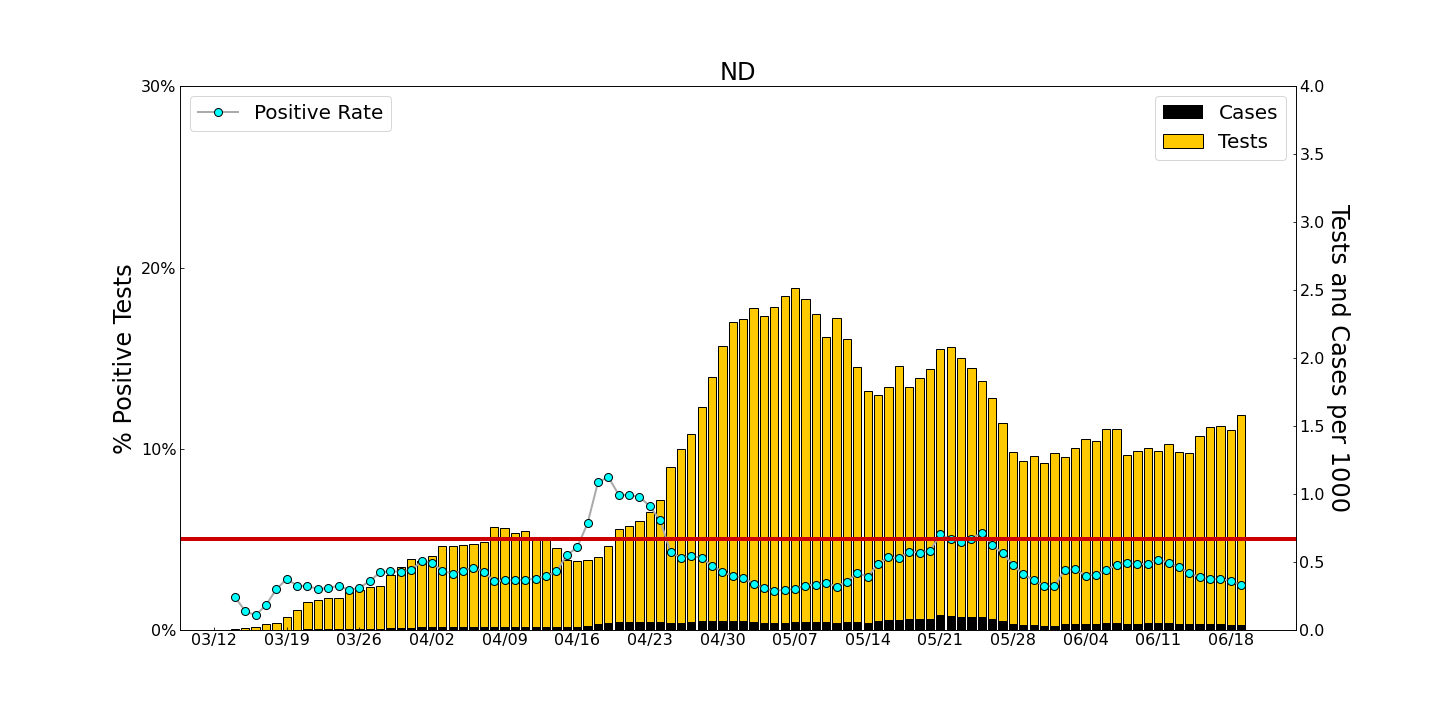 ND
Positive Rate
Cases
Tests
% Positive Tests
30%
20%
10%
0%
4.0
3.5
3.0
2.5
2.0
1.5
1.0
0.5
0.0
Tests and Cases per 1000
03/12 03/19 03/26 04/02 04/09 04/16 04/23 04/30 05/07 05/14 05/21 05/28 06/04 06/11 06/18